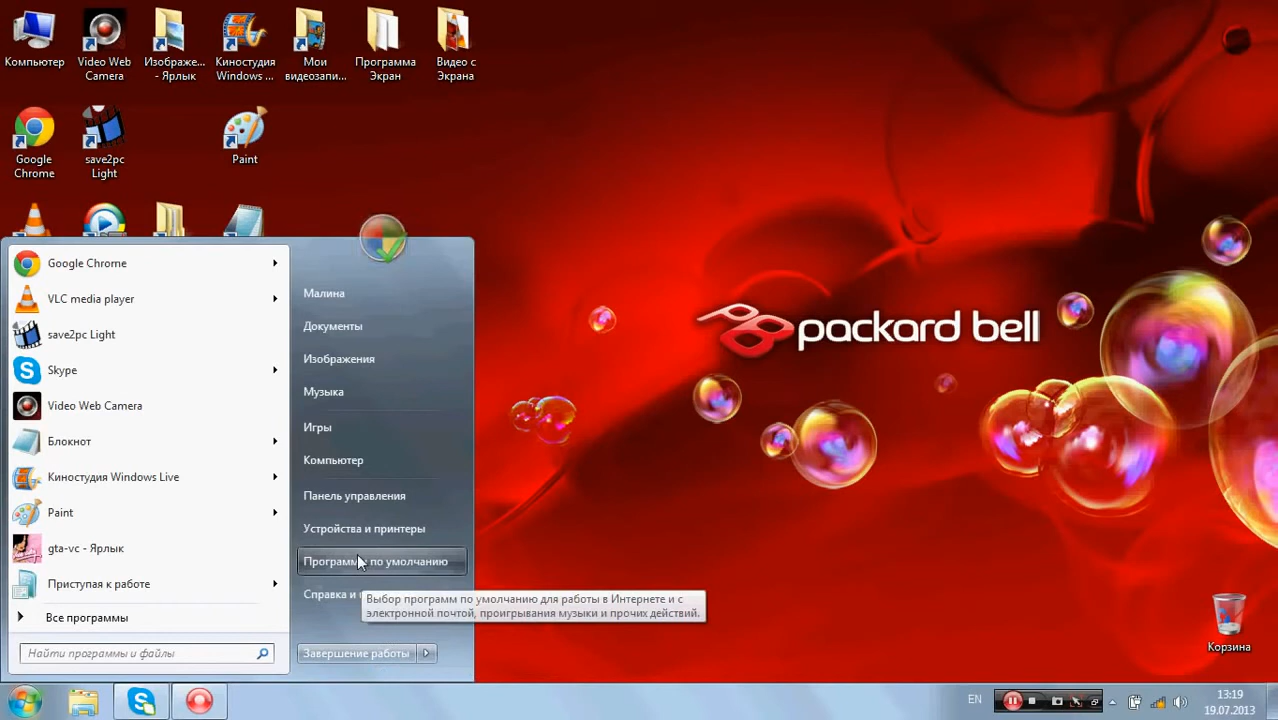 Компьютер
Video Web
Camera
Изображе...
- Ярлык
Киностудия
Windows ...
Мои
видеозапи...
Программа
Экран
Видео с
Экрана
Google
Chrome
save2pc
Light
Paint
Google Chrome
VLC media player
save2pc Light
Skype
Video Web Camera
Блокнот
Киностудия Windows Live
Paint
gta-vc - Ярлык
Приступая к работе
Все программы
Найти программы и файлы
Малина
Документы
Изображения
Музыка
Игры
Компьютер
Панель управления
Устройства и принтеры
Программы по умолчанию
Справка и
Выбор программ по умолчанию для работы в Интернете и с
электронной почтой, проигрывания музыки и прочих действий.
Завершение работы
packard bell
Корзина
EN
13:19
19.07.2013